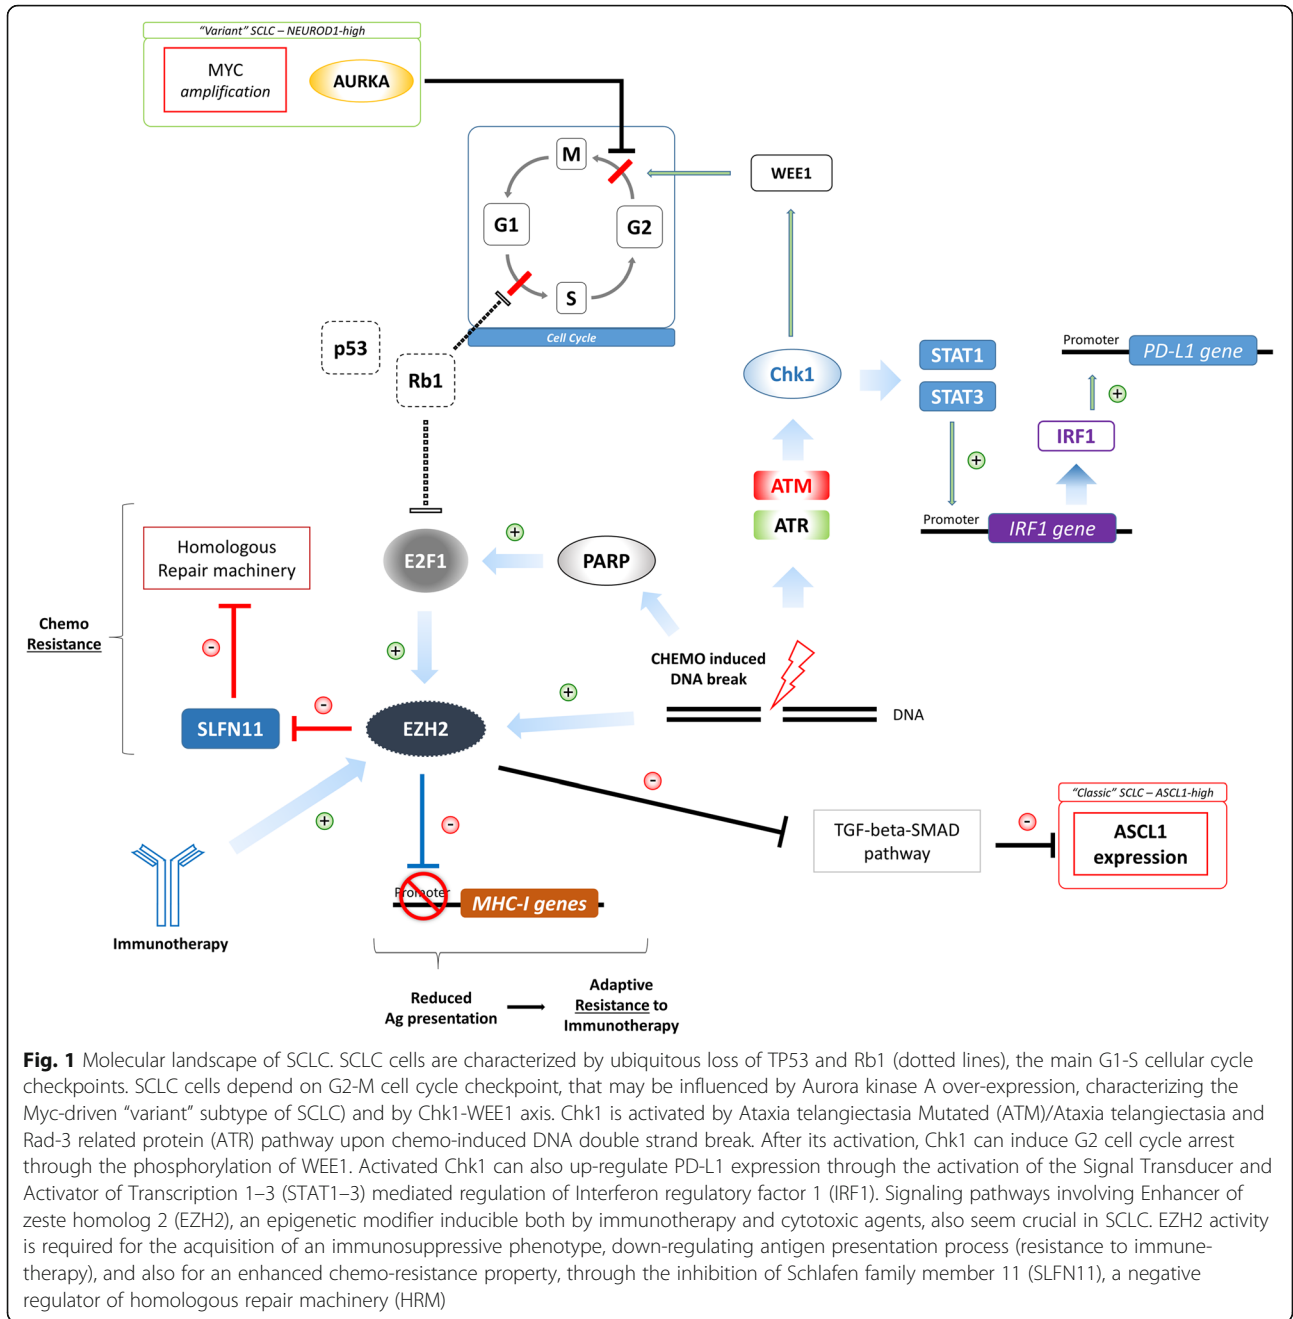 "Variant" SCLC – NEUROD1-high
MYC
amplification
AURKA
M
G1
G2
S
Cell Cycle
WEE1
p53
Rb1
Chk1
STAT1
STAT3
Promoter
PD-L1 gene
IRF1
ATM
ATR
Promoter
IRF1 gene
Homologous
Repair machinery
E2F1
+
PARP
+
+
Chemo
Resistance
-
+
CHEMO induced
DNA break
+
DNA
SLFN11
-
EZH2
-
+
-
"Classic" SCLC – ASCL1-high
TGF-beta-SMAD
pathway
-
ASCL1
expression
Promoter
MHC-I genes
Immunotherapy
Reduced
Ag presentation
Adaptive
Resistance to
Immunotherapy
Fig. 1 Molecular landscape of SCLC. SCLC cells are characterized by ubiquitous loss of TP53 and Rb1 (dotted lines), the main G1-S cellular cycle
checkpoints. SCLC cells depend on G2-M cell cycle checkpoint, that may be influenced by Aurora kinase A over-expression, characterizing the
Myc-driven "variant" subtype of SCLC) and by Chk1-WEE1 axis. Chk1 is activated by Ataxia telangiectasia Mutated (ATM)/Ataxia telangiectasia and
Rad-3 related protein (ATR) pathway upon chemo-induced DNA double strand break. After its activation, Chk1 can induce G2 cell cycle arrest
through the phosphorylation of WEE1. Activated Chk1 can also up-regulate PD-L1 expression through the activation of the Signal Transducer and
Activator of Transcription 1–3 (STAT1–3) mediated regulation of Interferon regulatory factor 1 (IRF1). Signaling pathways involving Enhancer of
zeste homolog 2 (EZH2), an epigenetic modifier inducible both by immunotherapy and cytotoxic agents, also seem crucial in SCLC. EZH2 activity
is required for the acquisition of an immunosuppressive phenotype, down-regulating antigen presentation process (resistance to immune-
therapy), and also for an enhanced chemo-resistance property, through the inhibition of Schlafen family member 11 (SLFN11), a negative
regulator of homologous repair machinery (HRM)